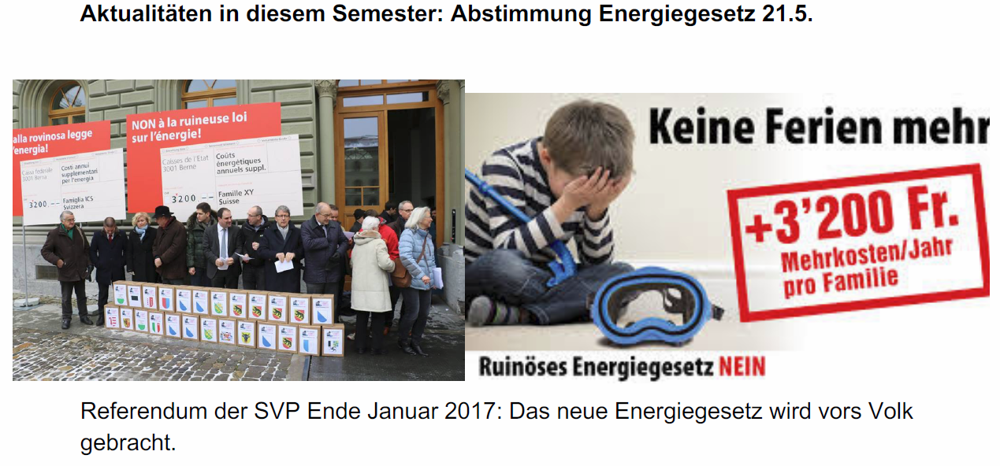 Aktualitäten in diesem Semester: Abstimmung Energiegesetz 21.5.
alla rovinosa legge
'energia!
Cassa federale
3001 Berna
Costi annui
supplementari
per l'energia
3200.--
Famiglia ICS
Svizzera
NON à la ruineuse loi
sur l'énergie!
Caisses de l'Etat
3001 Berne
Coûts
énergétiques
annuels suppl.
3200 --
Famille XY
Suisse
Keine Ferien mehr
+3'200 Fr.
Mehrkosten/Jahr
pro Familie
Ruinöses Energiegesetz NEIN
Referendum der SVP Ende Januar 2017: Das neue Energiegesetz wird vors Volk
gebracht.